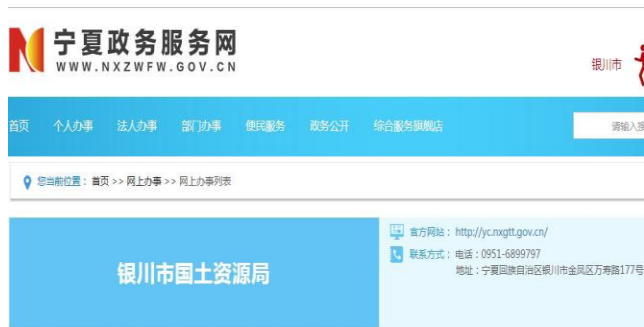 宁夏政务服务网
WWW.NXZWFW.GOV.CN
银川市
首页 个人办事 法人办事 部门办事 便民服务 政务公开 综合服务旗舰店 请输入搜
您当前位置：首页 >> 网上办事 >> 网上办事列表
银川市国土资源局
官方网站：http://yc.nxgtt.gov.cn/
联系方式：电话：0951-6899797
地址：宁夏回族自治区银川市金凤区万寿路177号